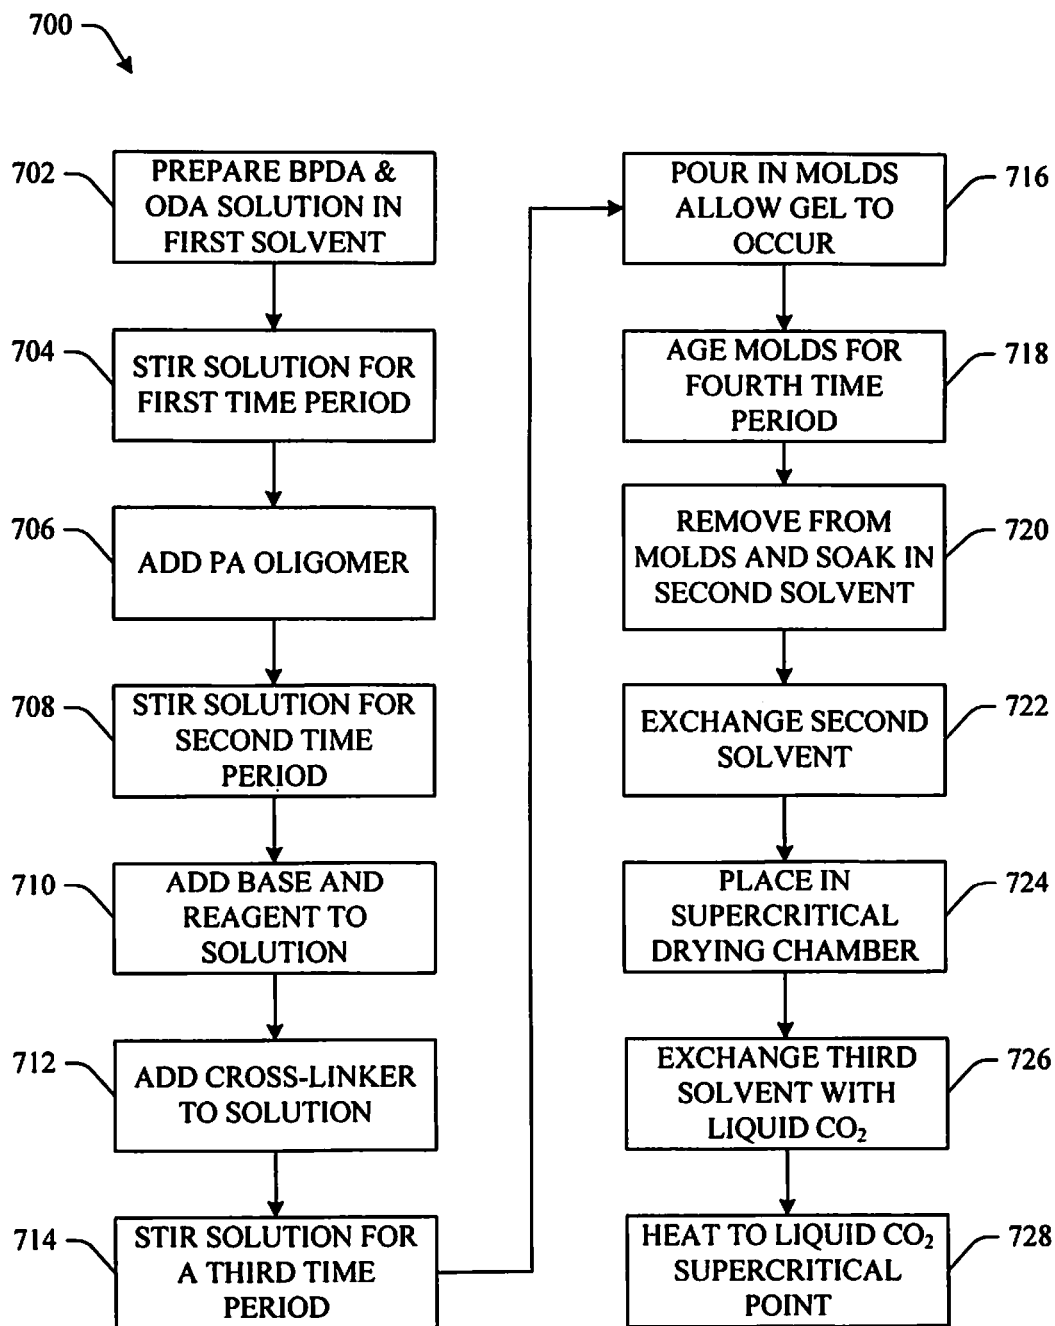 700
702
PREPARE BPDA &
ODA SOLUTION IN
FIRST SOLVENT
704
STIR SOLUTION FOR
FIRST TIME PERIOD
706
ADD PA OLIGOMER
708
STIR SOLUTION FOR
SECOND TIME
PERIOD
710
ADD BASE AND
REAGENT TO
SOLUTION
712
ADD CROSS-LINKER
TO SOLUTION
714
STIR SOLUTION FOR
A THIRD TIME
PERIOD
POUR IN MOLDS
ALLOW GEL TO
OCCUR
716
AGE MOLDS FOR
FOURTH TIME
PERIOD
718
REMOVE FROM
MOLDS AND SOAK IN
SECOND SOLVENT
720
EXCHANGE SECOND
SOLVENT
722
PLACE IN
SUPERCRITICAL
DRYING CHAMBER
724
EXCHANGE THIRD
SOLVENT WITH
LIQUID CO₂
726
HEAT TO LIQUID CO₂
SUPERCRITICAL
POINT
728